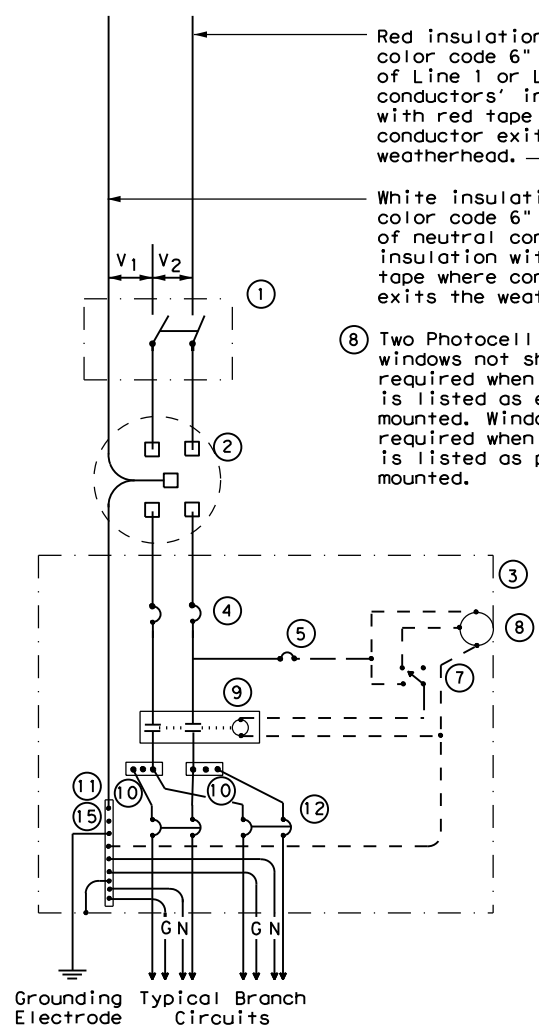 Red insulation
color code 6"
of Line 1 or L
conductors' in
with red tape
conductor exit
weatherhead.
White insulati
color code 6"
of neutral con
insulation wit
tape where con
exits the weat
V1 V2
1
8 Two Photocell
windows not sh
required when
is listed as e
mounted. Windo
required when
is listed as p
mounted.
2
3
4
5
8
7
9
11
10
10
12
15
G N
G N
Grounding
Electrode
Typical Branch
Circuits